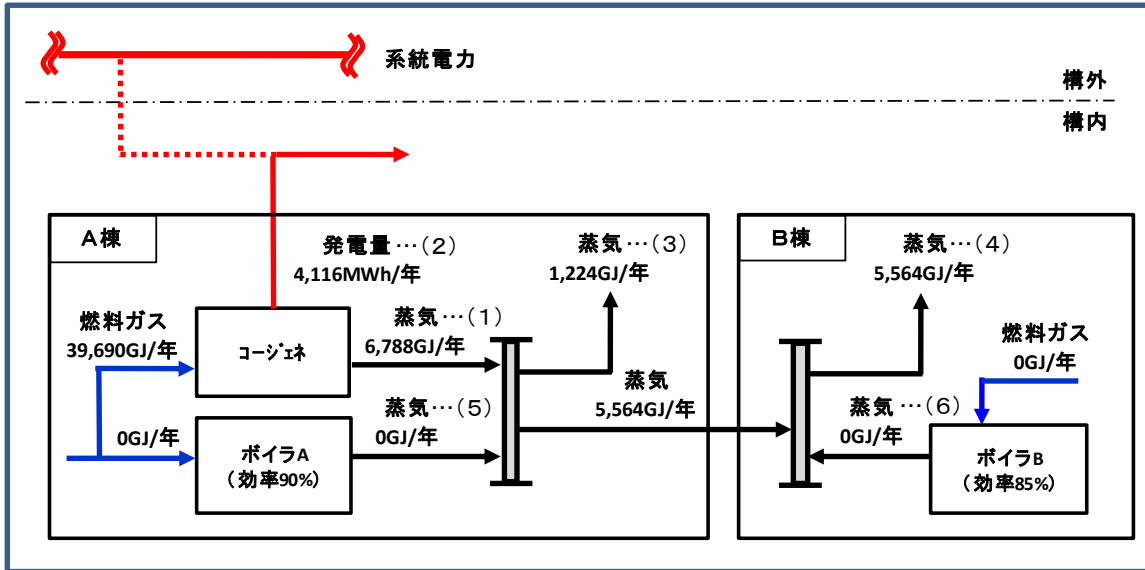 系統電力
構外
構内
A棟
発電量…(2)
4,116MWh/年
蒸気…(3)
1,224GJ/年
燃料ガス
39,690GJ/年
コージェネ
蒸気…(1)
6,788GJ/年
蒸気
5,564GJ/年
0GJ/年
ボイラA
(効率90%)
蒸気…(5)
0GJ/年
B棟
蒸気…(4)
5,564GJ/年
燃料ガス
0GJ/年
蒸気…(6)
0GJ/年
ボイラB
(効率85%)